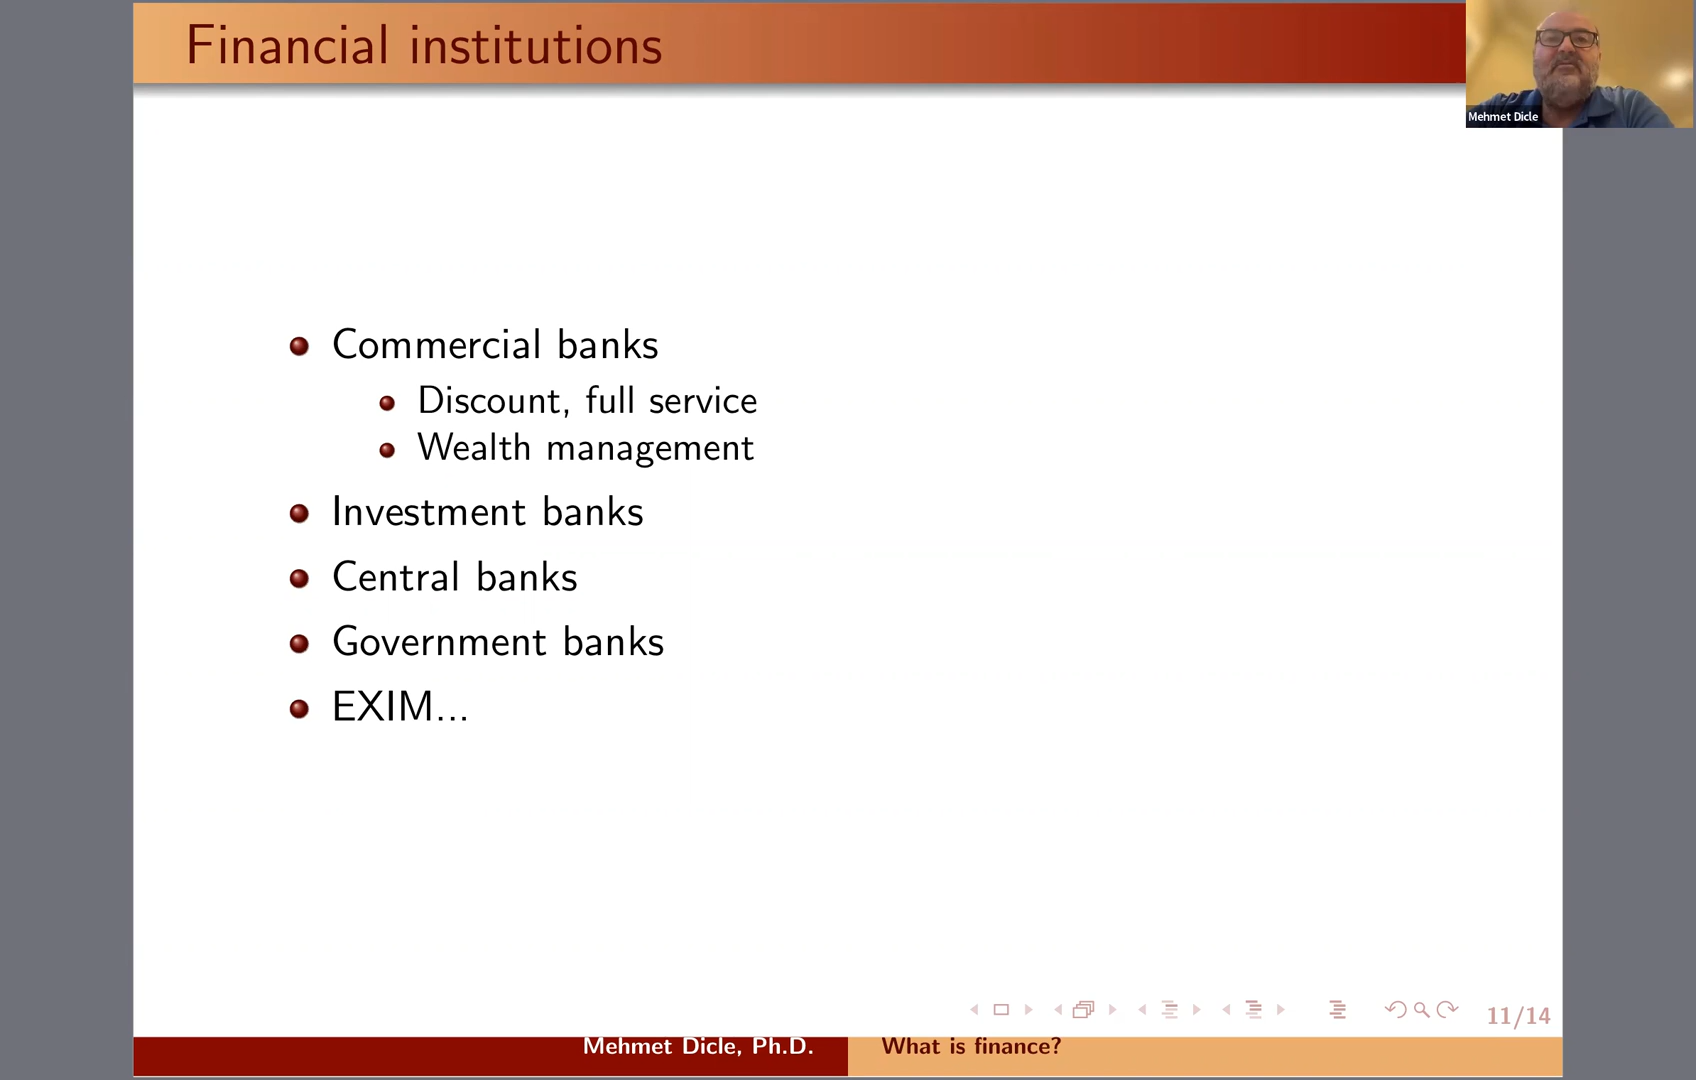 Financial institutions
Mehmet Dicle
Commercial banks
Discount, full service
Wealth management
Investment banks
Central banks
Government banks
EXIM...
11/14
Mehmet Dicle, Ph.D.
What is finance?